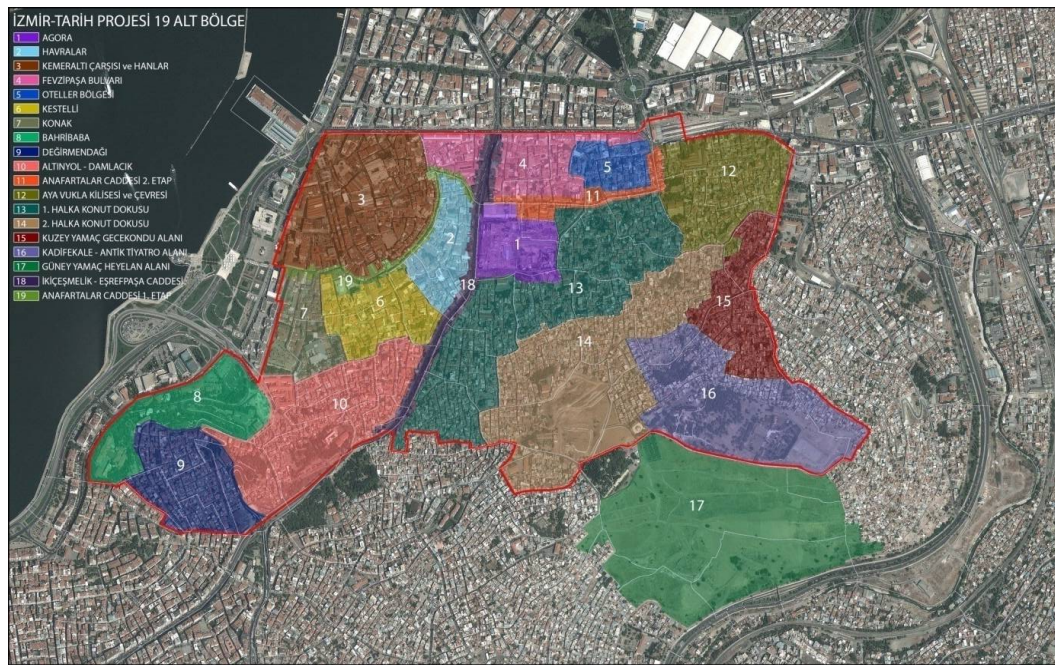 İZMİR-TARİH PROJESİ 19 ALT BÖLGE
1 AGORA
2 HAVRALAR
3 KEMERALTI ÇARŞISI ve HANLAR
4 FEVZİPAŞA BULVARI
5 OTELLER BÖLGESİ
6 KESTELLİ
7 KONAK
8 BAHRİBABA
9 DEĞİRMENDAĞI
10 ALTINYOL - DAMLACIK
11 ANAFARTALAR CADDESİ 2. ETAP
12 AYA VUKLA KİLİSESİ ve ÇEVRESİ
13 1. HALKA KONUT DOKUSU
14 2. HALKA KONUT DOKUSU
15 KUZEY YAMAÇ GECEKONDU ALANI
16 KADİFEKALE - ANTİK TİYATRO ALANI
17 GÜNEY YAMAÇ HEYELAN ALANI
18 İKİÇEŞMELİK - EŞREFPAŞA CADDESİ
19 ANAFARTALAR CADDESİ 1. ETAP
4
5
12
3
11
2
1
19
18
13
6
7
15
14
16
8
10
9
17